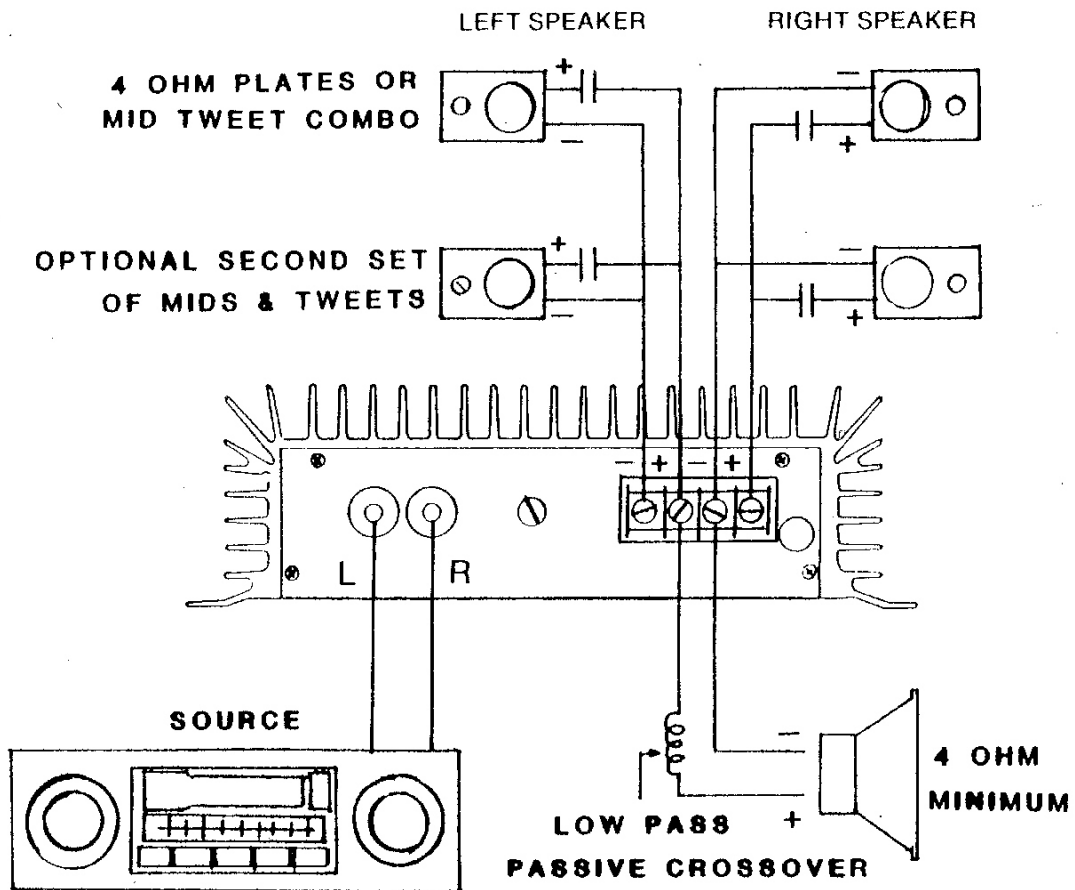 LEFT SPEAKER
RIGHT SPEAKER
4 OHM PLATES OR
MID TWEET COMBO
+
−
−
+
OPTIONAL SECOND SET
OF MIDS & TWEETS
+
−
−
+
− + − +
L R
SOURCE
−
+
4 OHM
MINIMUM
LOW PASS
PASSIVE CROSSOVER